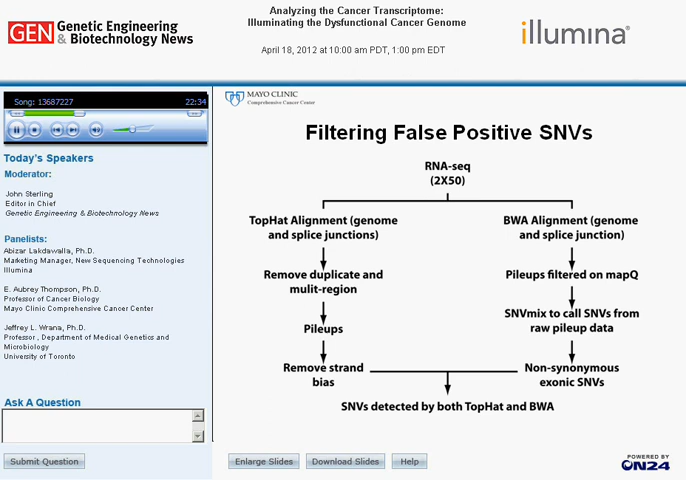 GEN Genetic Engineering
& Biotechnology News
Analyzing the Cancer Transcriptome:
Illuminating the Dysfunctional Cancer Genome
April 18, 2012 at 10:00 am PDT, 1:00 pm EDT
illumina®
Song: 13687227
22:34
Today's Speakers
Moderator:
John Sterling
Editor in Chief
Genetic Engineering & Biotechnology News
Panelists:
Abizar Lakdawalla, Ph.D.
Marketing Manager, New Sequencing Technologies
Illumina
E. Aubrey Thompson, Ph.D.
Professor of Cancer Biology
Mayo Clinic Comprehensive Cancer Center
Jeffrey L. Wrana, Ph.D.
Professor , Department of Medical Genetics and
Microbiology
University of Toronto
Ask A Question
Submit Question
MAYO CLINIC
Comprehensive Cancer Center
Filtering False Positive SNVs
RNA-seq
(2X50)
TopHat Alignment (genome
and splice junctions)
Remove duplicate and
mulit-region
Pileups
Remove strand
bias
BWA Alignment (genome
and splice junction)
Pileups filtered on mapQ
SNVmix to call SNVs from
raw pileup data
Non-synonymous
exonic SNVs
SNVs detected by both TopHat and BWA
Enlarge Slides
Download Slides
Help
POWERED BY
ON24